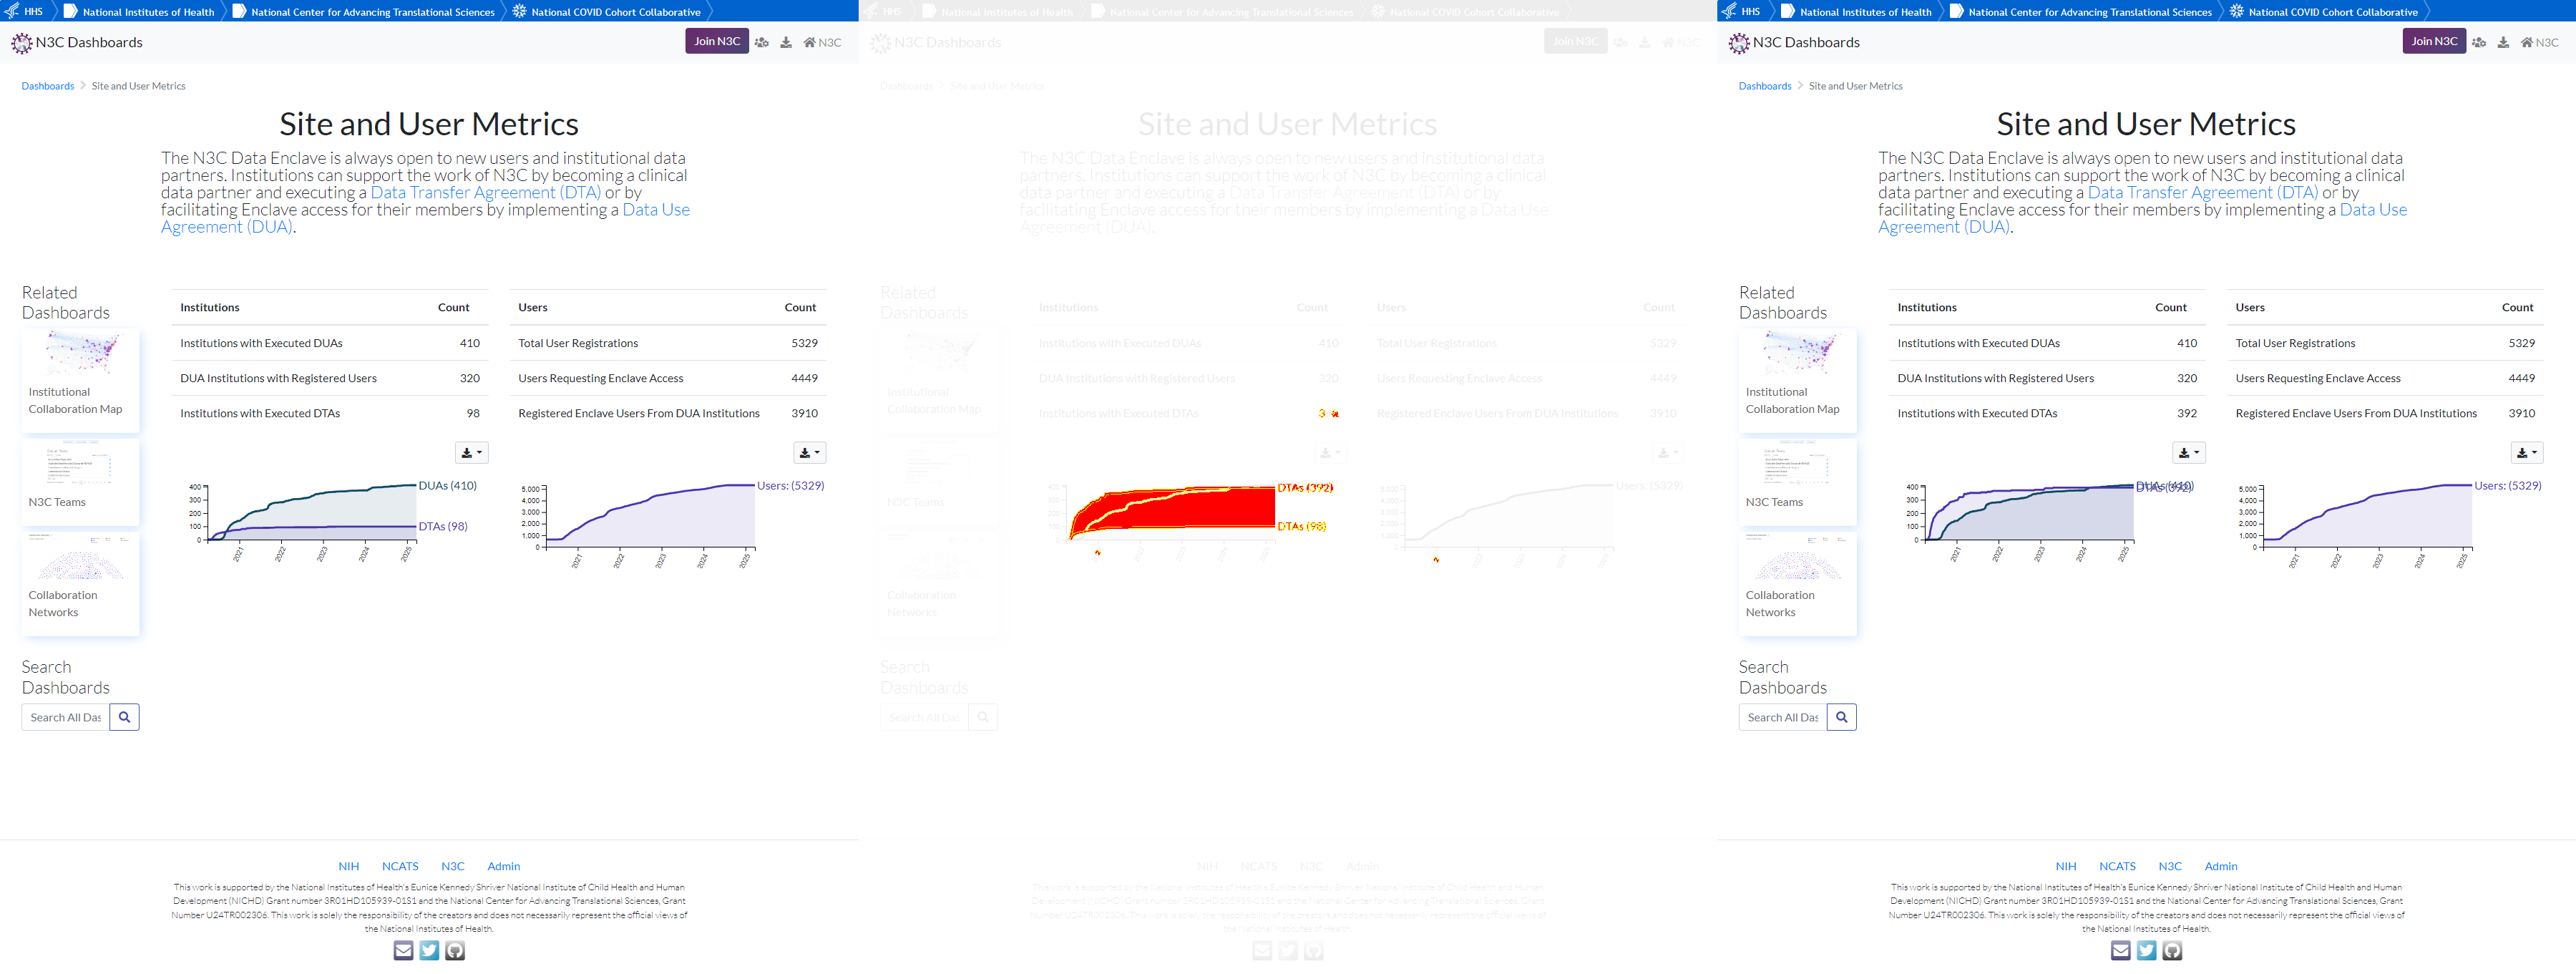 HHS National Institutes of Health National Center for Advancing Translational Sciences National COVID Cohort Collaborative
N3C Dashboards Join N3C N3C
Dashboards Site and User Metrics
Site and User Metrics
The N3C Data Enclave is always open to new users and institutional data
partners. Institutions can support the work of N3C by becoming a clinical
data partner and executing a Data Transfer Agreement (DTA) or by
facilitating Enclave access for their members by implementing a Data Use
Agreement (DUA).
Related
Dashboards
Institutional
Collaboration Map
N3C Teams
Collaboration
Networks
Search
Dashboards
Search All Das
Institutions Count
Institutions with Executed DUAs 410
DUA Institutions with Registered Users 320
Institutions with Executed DTAs 98
Users Count
Total User Registrations 5329
Users Requesting Enclave Access 4449
Registered Enclave Users From DUA Institutions 3910
400
300
200
100
0
DUAs (410)
DTAs (98)
2021 2022 2023 2024 2025
5,000
4,000
3,000
2,000
1,000
0
Users: (5329)
2021 2022 2023 2024 2025
NIH NCATS N3C Admin
This work is supported by the National Institutes of Health's Eunice Kennedy Shriver National Institute of Child Health and Human
Development (NICHD) Grant number 3R01HD105939-01S1 and the National Center for Advancing Translational Sciences, Grant
Number U24TR002306. This work is solely the responsibility of the creators and does not necessarily represent the official views of
the National Institutes of Health.
HHS National Institutes of Health National Center for Advancing Translational Sciences National COVID Cohort Collaborative
N3C Dashboards Join N3C N3C
Dashboards Site and User Metrics
Site and User Metrics
The N3C Data Enclave is always open to new users and institutional data
partners. Institutions can support the work of N3C by becoming a clinical
data partner and executing a Data Transfer Agreement (DTA) or by
facilitating Enclave access for their members by implementing a Data Use
Agreement (DUA).
Related
Dashboards
Institutional
Collaboration Map
N3C Teams
Collaboration
Networks
Search
Dashboards
Search All Das
Institutions Count
Institutions with Executed DUAs 410
DUA Institutions with Registered Users 320
Institutions with Executed DTAs
Users Count
Total User Registrations 5329
Users Requesting Enclave Access 4449
Registered Enclave Users From DUA Institutions 3910
DTAs (392)
DTAs (98)
Users: (5329)
NIH NCATS N3C Admin
This work is supported by the National Institutes of Health's Eunice Kennedy Shriver National Institute of Child Health and Human
Development (NICHD) Grant number 3R01HD105939-01S1 and the National Center for Advancing Translational Sciences, Grant
Number U24TR002306. This work is solely the responsibility of the creators and does not necessarily represent the official views of
the National Institutes of Health.
HHS National Institutes of Health National Center for Advancing Translational Sciences National COVID Cohort Collaborative
N3C Dashboards Join N3C N3C
Dashboards Site and User Metrics
Site and User Metrics
The N3C Data Enclave is always open to new users and institutional data
partners. Institutions can support the work of N3C by becoming a clinical
data partner and executing a Data Transfer Agreement (DTA) or by
facilitating Enclave access for their members by implementing a Data Use
Agreement (DUA).
Related
Dashboards
Institutional
Collaboration Map
N3C Teams
Collaboration
Networks
Search
Dashboards
Search All Das
Institutions Count
Institutions with Executed DUAs 410
DUA Institutions with Registered Users 320
Institutions with Executed DTAs 392
Users Count
Total User Registrations 5329
Users Requesting Enclave Access 4449
Registered Enclave Users From DUA Institutions 3910
400
300
200
100
0
DUAs (410)
DTAs (392)
2021 2022 2023 2024 2025
5,000
4,000
3,000
2,000
1,000
0
Users: (5329)
2021 2022 2023 2024 2025
NIH NCATS N3C Admin
This work is supported by the National Institutes of Health's Eunice Kennedy Shriver National Institute of Child Health and Human
Development (NICHD) Grant number 3R01HD105939-01S1 and the National Center for Advancing Translational Sciences, Grant
Number U24TR002306. This work is solely the responsibility of the creators and does not necessarily represent the official views of
the National Institutes of Health.